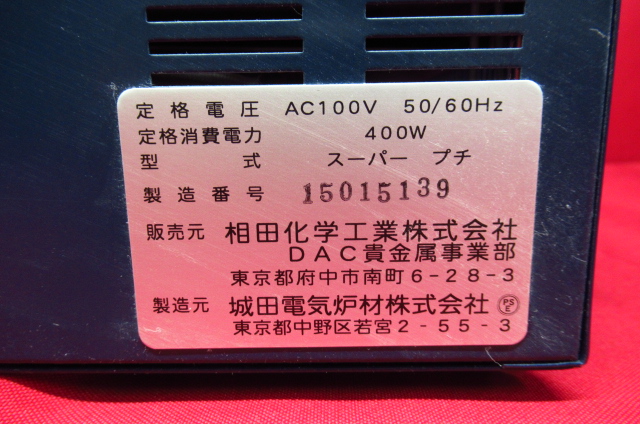 定格電圧 AC100V 50/60Hz
定格消費電力 400W
型式 スーパー プチ
製造番号 15015139
販売元 相田化学工業株式会社
DAC貴金属事業部
東京都府中市南町6-28-3
製造元 城田電気炉材株式会社 PSE
東京都中野区若宮2-55-3